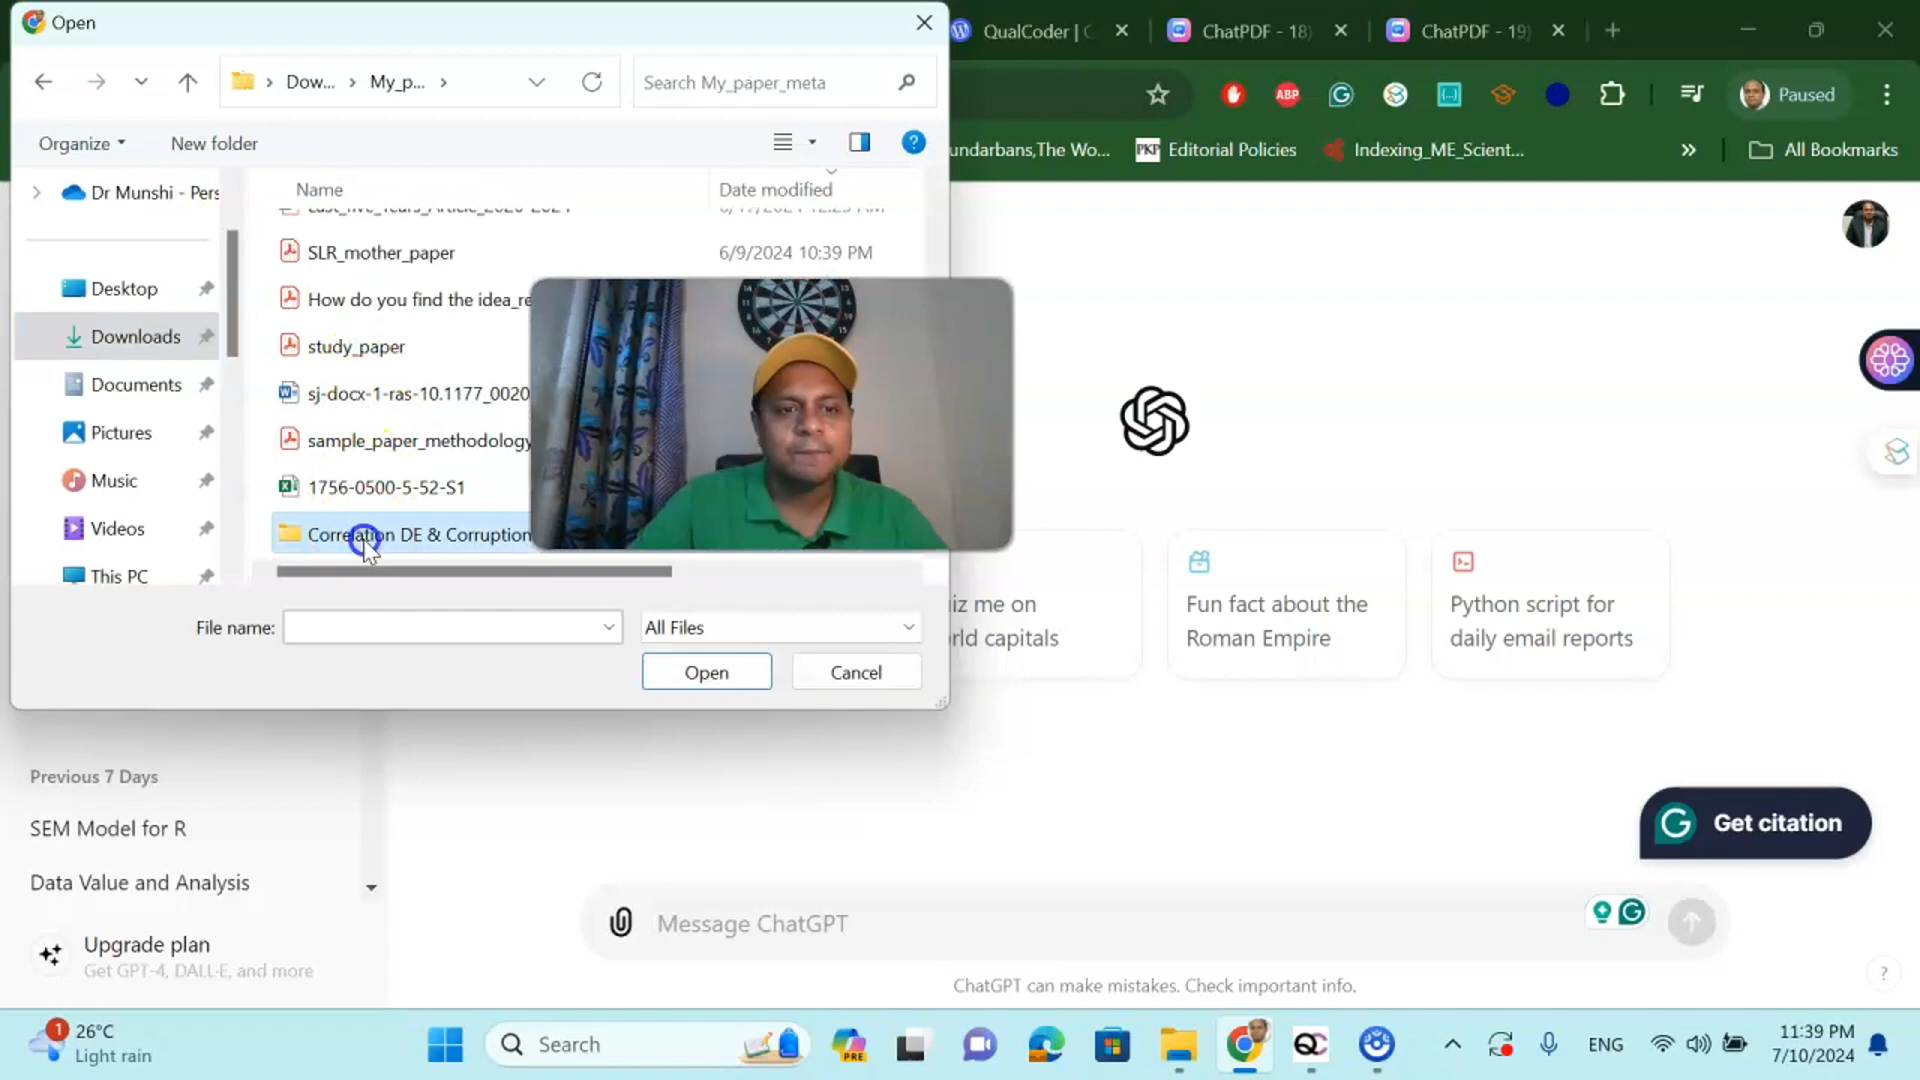 Open
QualCoder | C
ChatPDF - 18)
ChatPDF - 19)
Dow... > My_p... >
Search My_paper_meta
ABP
Paused
Organize
New folder
undarbans,The Wo...
PKP Editorial Policies
Indexing_ME_Scient...
»
All Bookmarks
Dr Munshi - Pers
Name
Date modified
SLR_mother_paper
6/9/2024 10:39 PM
Desktop
How do you find the idea_re
Downloads
study_paper
Documents
sj-docx-1-ras-10.1177_0020
Pictures
sample_paper_methodology
Music
1756-0500-5-52-S1
Videos
Correlation DE & Corruption
This PC
File name:
All Files
Open
Cancel
iz me on
rld capitals
Fun fact about the
Roman Empire
Python script for
daily email reports
Previous 7 Days
SEM Model for R
Data Value and Analysis
Get citation
Upgrade plan
Get GPT-4, DALL·E, and more
Message ChatGPT
ChatGPT can make mistakes. Check important info.
?
1
26°C
Light rain
Search
PRE
QC
ENG
11:39 PM
7/10/2024